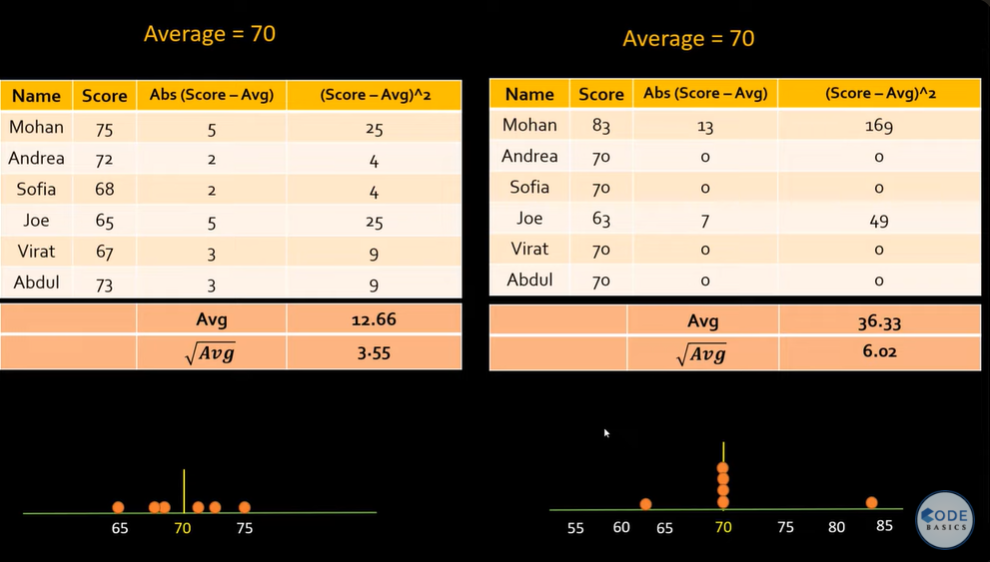 Average = 70
Name Score Abs (Score – Avg) (Score – Avg)^2
Mohan 75 5 25
Andrea 72 2 4
Sofia 68 2 4
Joe 65 5 25
Virat 67 3 9
Abdul 73 3 9
Avg 12.66
√Avg 3.55
65 70 75
Average = 70
Name Score Abs (Score – Avg) (Score – Avg)^2
Mohan 83 13 169
Andrea 70 0 0
Sofia 70 0 0
Joe 63 7 49
Virat 70 0 0
Abdul 70 0 0
Avg 36.33
√Avg 6.02
55 60 65 70 75 80 85
CODE
BASICS